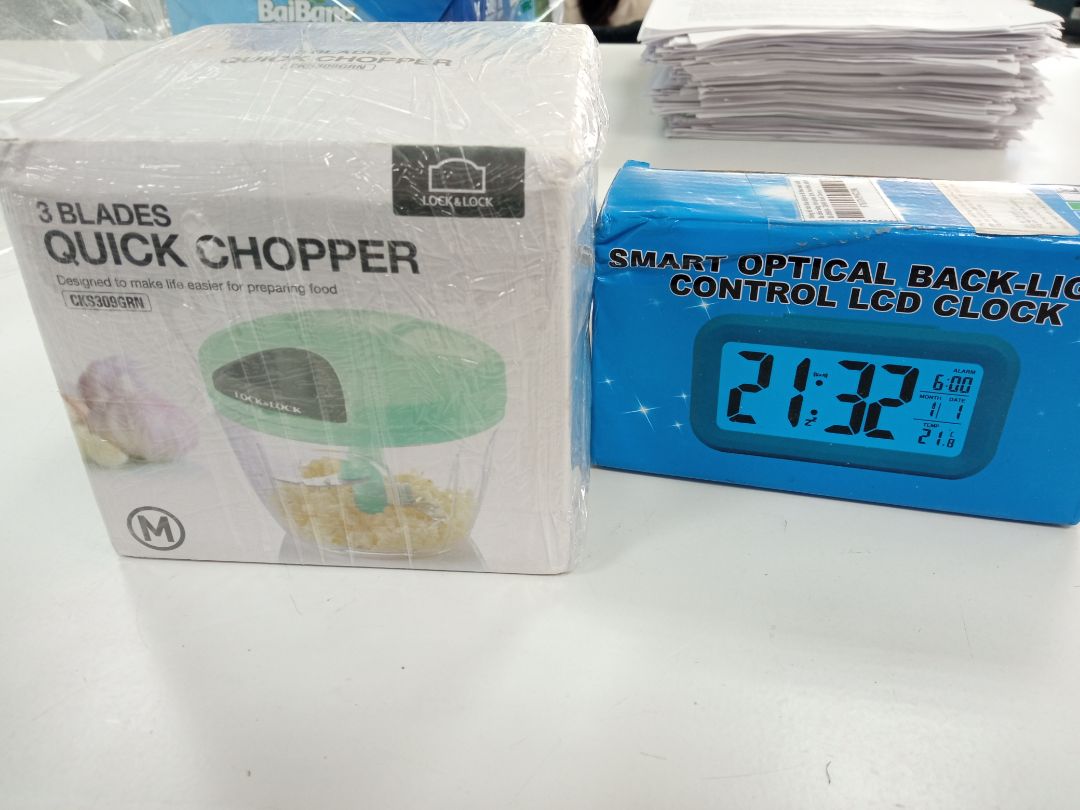 BaiBang
BLADES
QUICK CHOPPER
CKS309GRN
LOCK&LOCK
3 BLADES
QUICK CHOPPER
Designed to make life easier for preparing food
CKS309GRN
LOCK&LOCK
M
SMART OPTICAL BACK-LIG
CONTROL LCD CLOCK
21:32
ALARM
6:00
MONTH DATE
1/1
TEMP
21.8 C